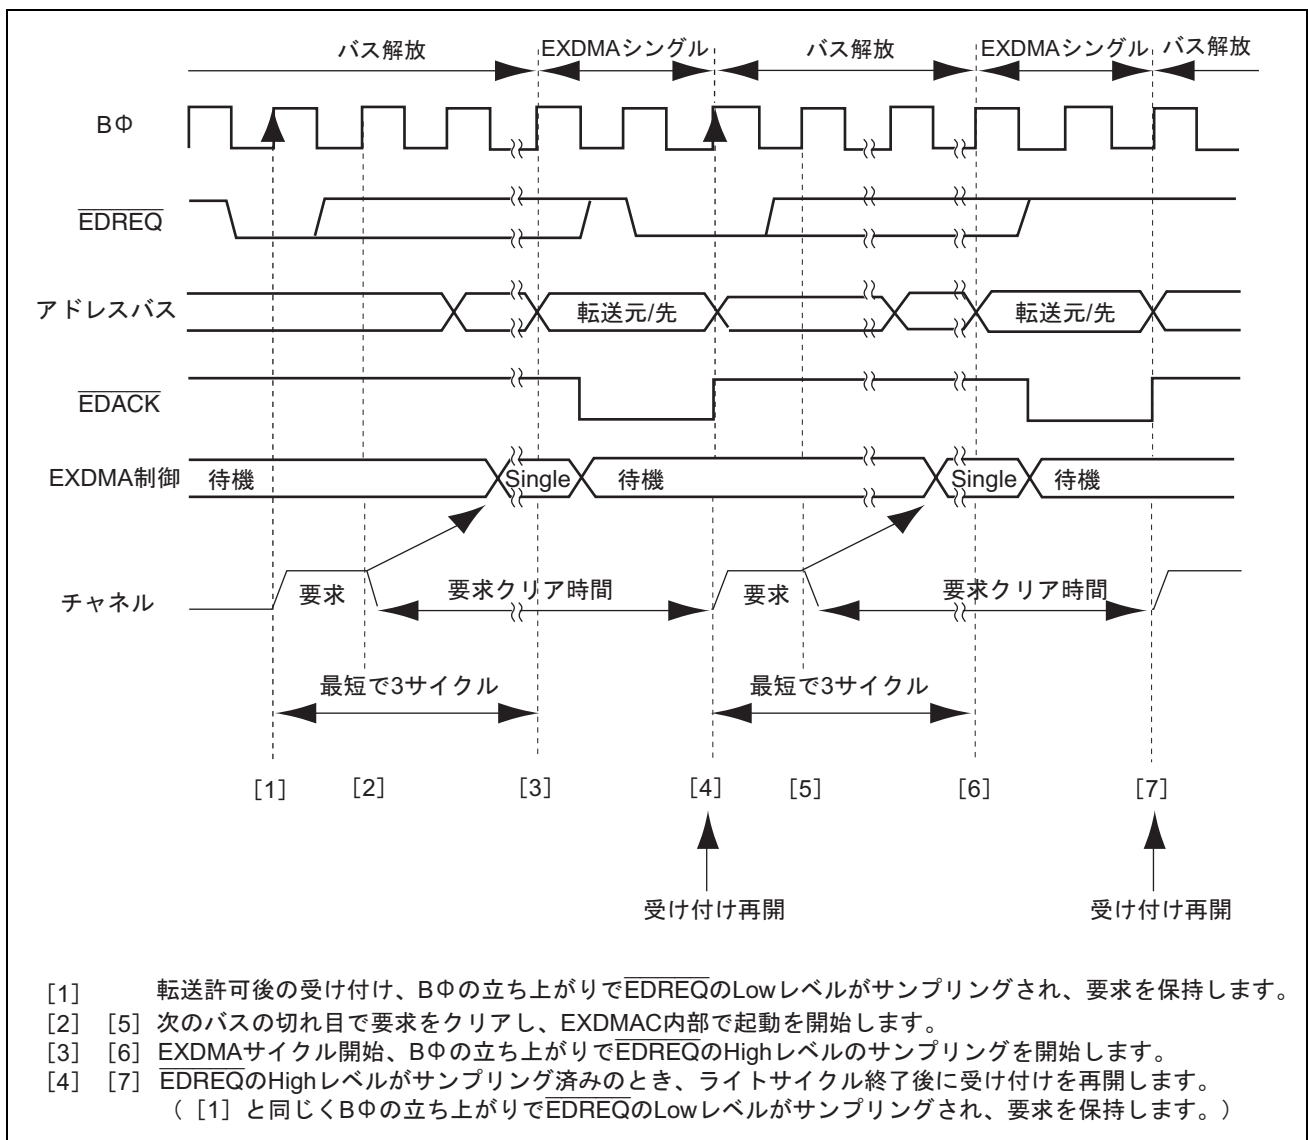 バス解放 EXDMAシングル バス解放 EXDMAシングル バス解放
BΦ
EDREQ
アドレスバス 転送元/先 転送元/先
EDACK
EXDMA制御 待機 Single 待機 Single 待機
チャネル 要求 要求クリア時間 要求 要求クリア時間
最短で3サイクル 最短で3サイクル
［1］ ［2］ ［3］ ［4］ ［5］ ［6］ ［7］
受け付け再開 受け付け再開
［1］ 転送許可後の受け付け、BΦの立ち上がりでEDREQのLowレベルがサンプリングされ、要求を保持します。
［2］ ［5］ 次のバスの切れ目で要求をクリアし、EXDMAC内部で起動を開始します。
［3］ ［6］ EXDMAサイクル開始、BΦの立ち上がりでEDREQのHighレベルのサンプリングを開始します。
［4］ ［7］ EDREQのHighレベルがサンプリング済みのとき、ライトサイクル終了後に受け付けを再開します。
（［1］と同じくBΦの立ち上がりでEDREQのLowレベルがサンプリングされ、要求を保持します。）